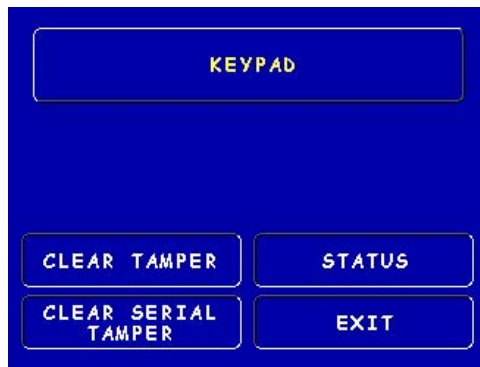 KEYPAD
CLEAR TAMPER
STATUS
CLEAR SERIAL
TAMPER
EXIT